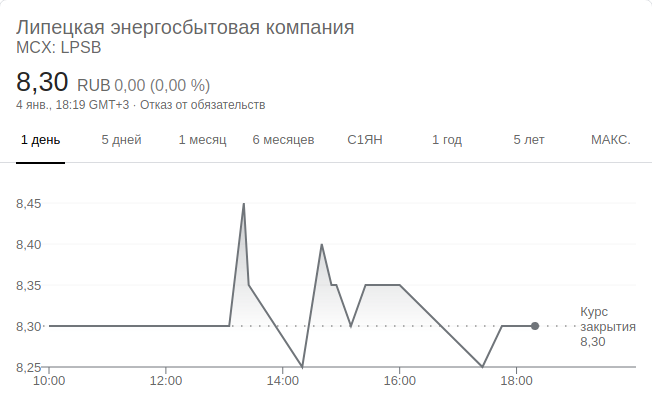 Липецкая энергосбытовая компания
MCX: LPSB
8,30 RUB 0,00 (0,00 %)
4 янв., 18:19 GMT+3 · Отказ от обязательств
1 день 5 дней 1 месяц 6 месяцев С1ЯН 1 год 5 лет МАКС.
8,45
8,40
8,35
8,30
8,25
Курс
закрытия
8,30
10:00 12:00 14:00 16:00 18:00